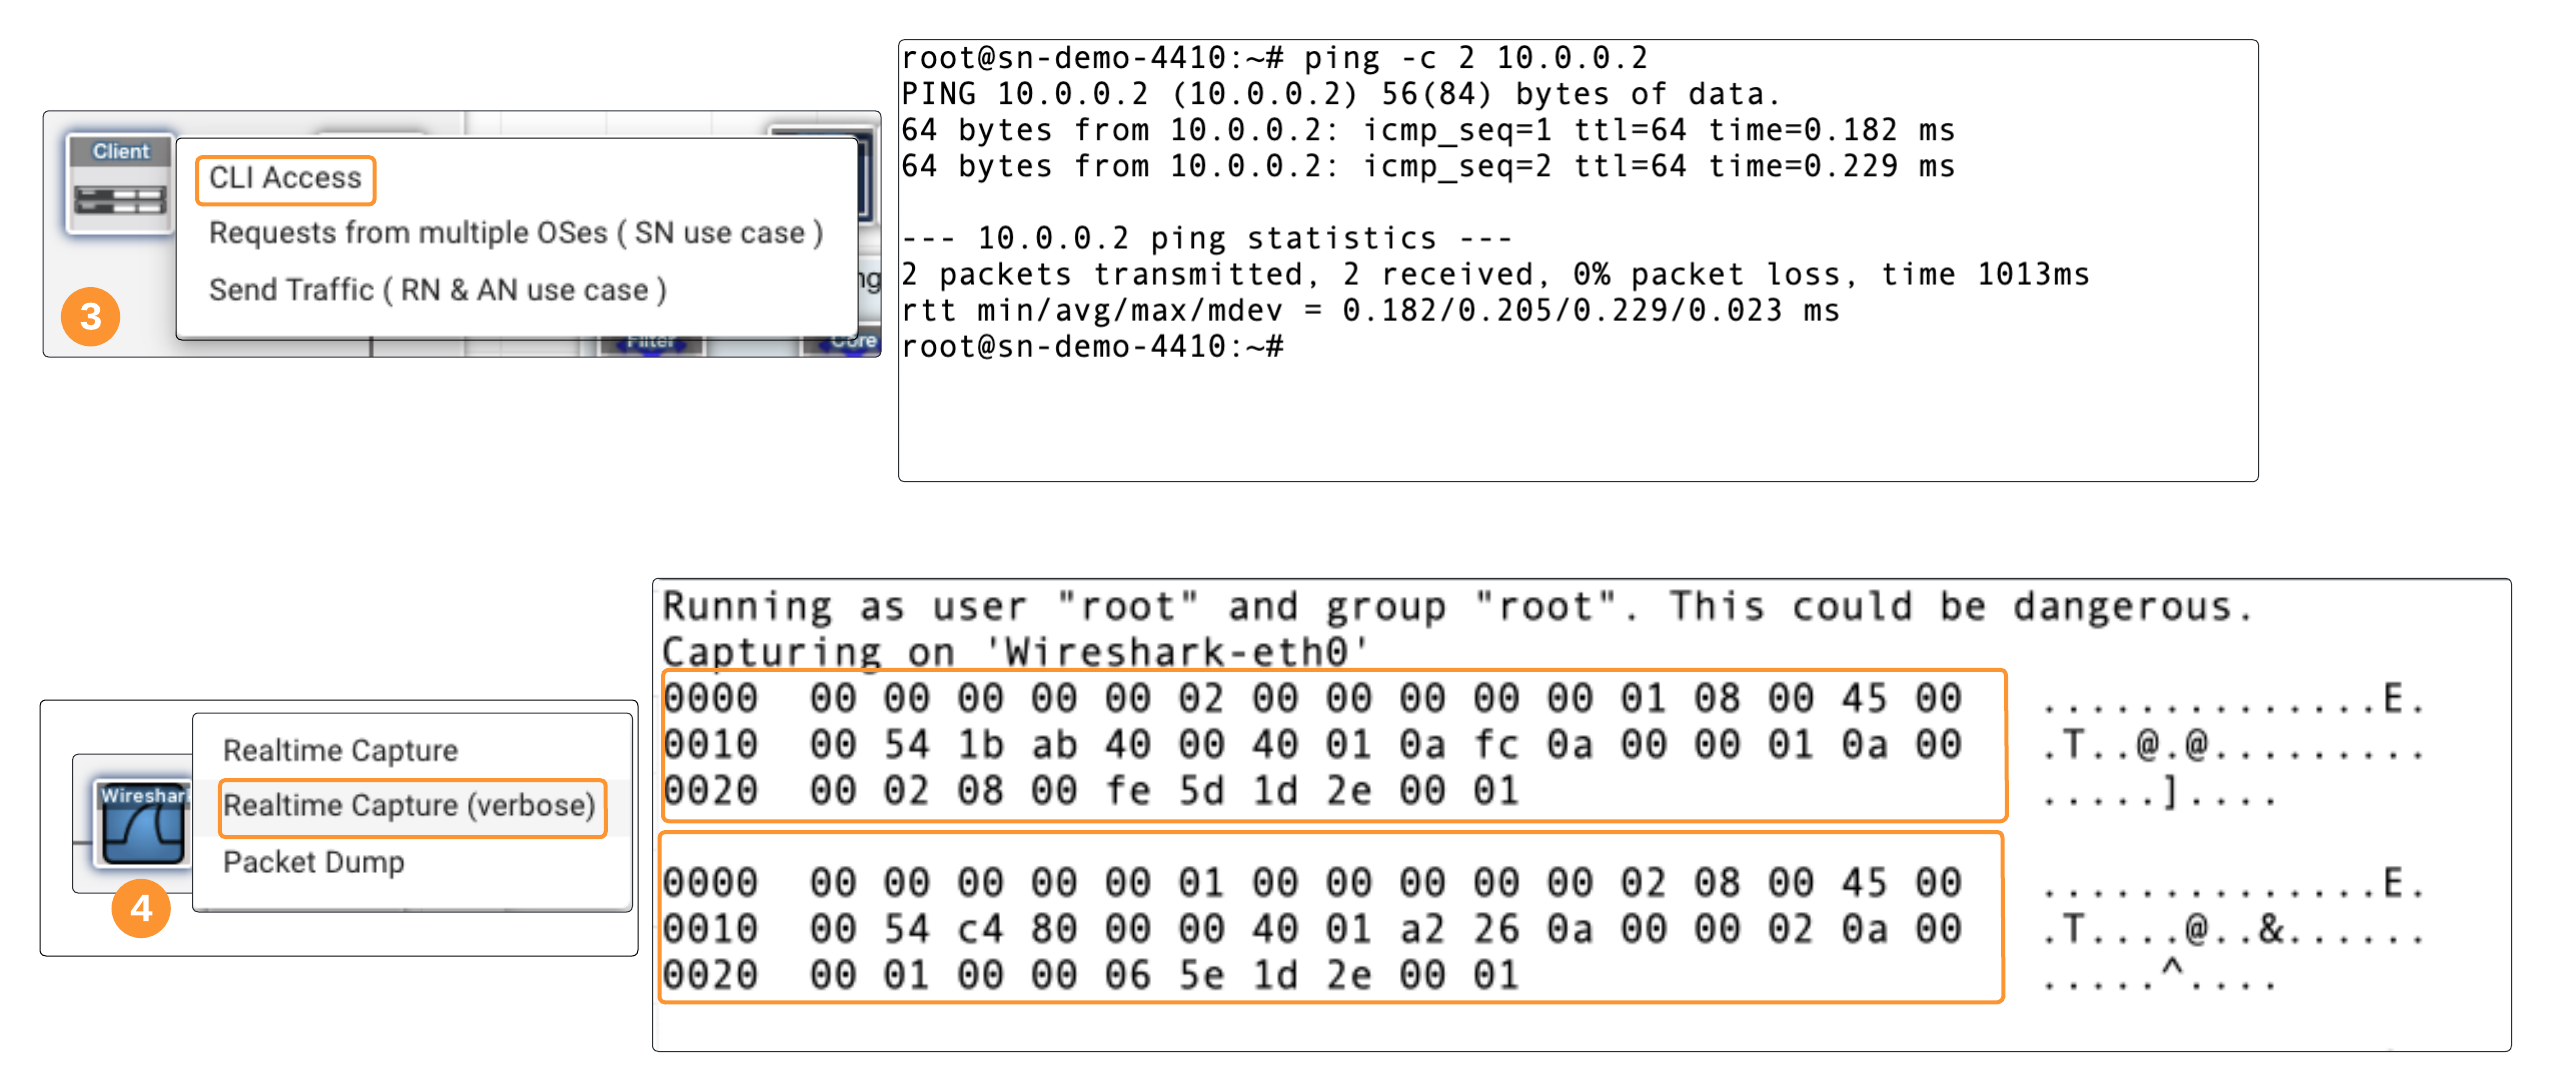 root@sn-demo-4410:~# ping -c 2 10.0.0.2
PING 10.0.0.2 (10.0.0.2) 56(84) bytes of data.
64 bytes from 10.0.0.2: icmp_seq=1 ttl=64 time=0.182 ms
64 bytes from 10.0.0.2: icmp_seq=2 ttl=64 time=0.229 ms
--- 10.0.0.2 ping statistics ---
2 packets transmitted, 2 received, 0% packet loss, time 1013ms
rtt min/avg/max/mdev = 0.182/0.205/0.229/0.023 ms
root@sn-demo-4410:~#
Client
CLI Access
Requests from multiple OSes ( SN use case )
Send Traffic ( RN & AN use case )
ng
3
Filter
Core
Running as user "root" and group "root". This could be dangerous.
Capturing on 'Wireshark-eth0'
0000 00 00 00 00 00 02 00 00 00 00 00 01 08 00 45 00 ..............E.
0010 00 54 1b ab 40 00 40 01 0a fc 0a 00 00 01 0a 00 .T..@.@.........
0020 00 02 08 00 fe 5d 1d 2e 00 01 .....]....
0000 00 00 00 00 00 01 00 00 00 00 00 02 08 00 45 00 ..............E.
0010 00 54 c4 80 00 00 40 01 a2 26 0a 00 00 02 0a 00 .T....@..&......
0020 00 01 00 00 06 5e 1d 2e 00 01 .....^....
Wireshar
Realtime Capture
Realtime Capture (verbose)
Packet Dump
4